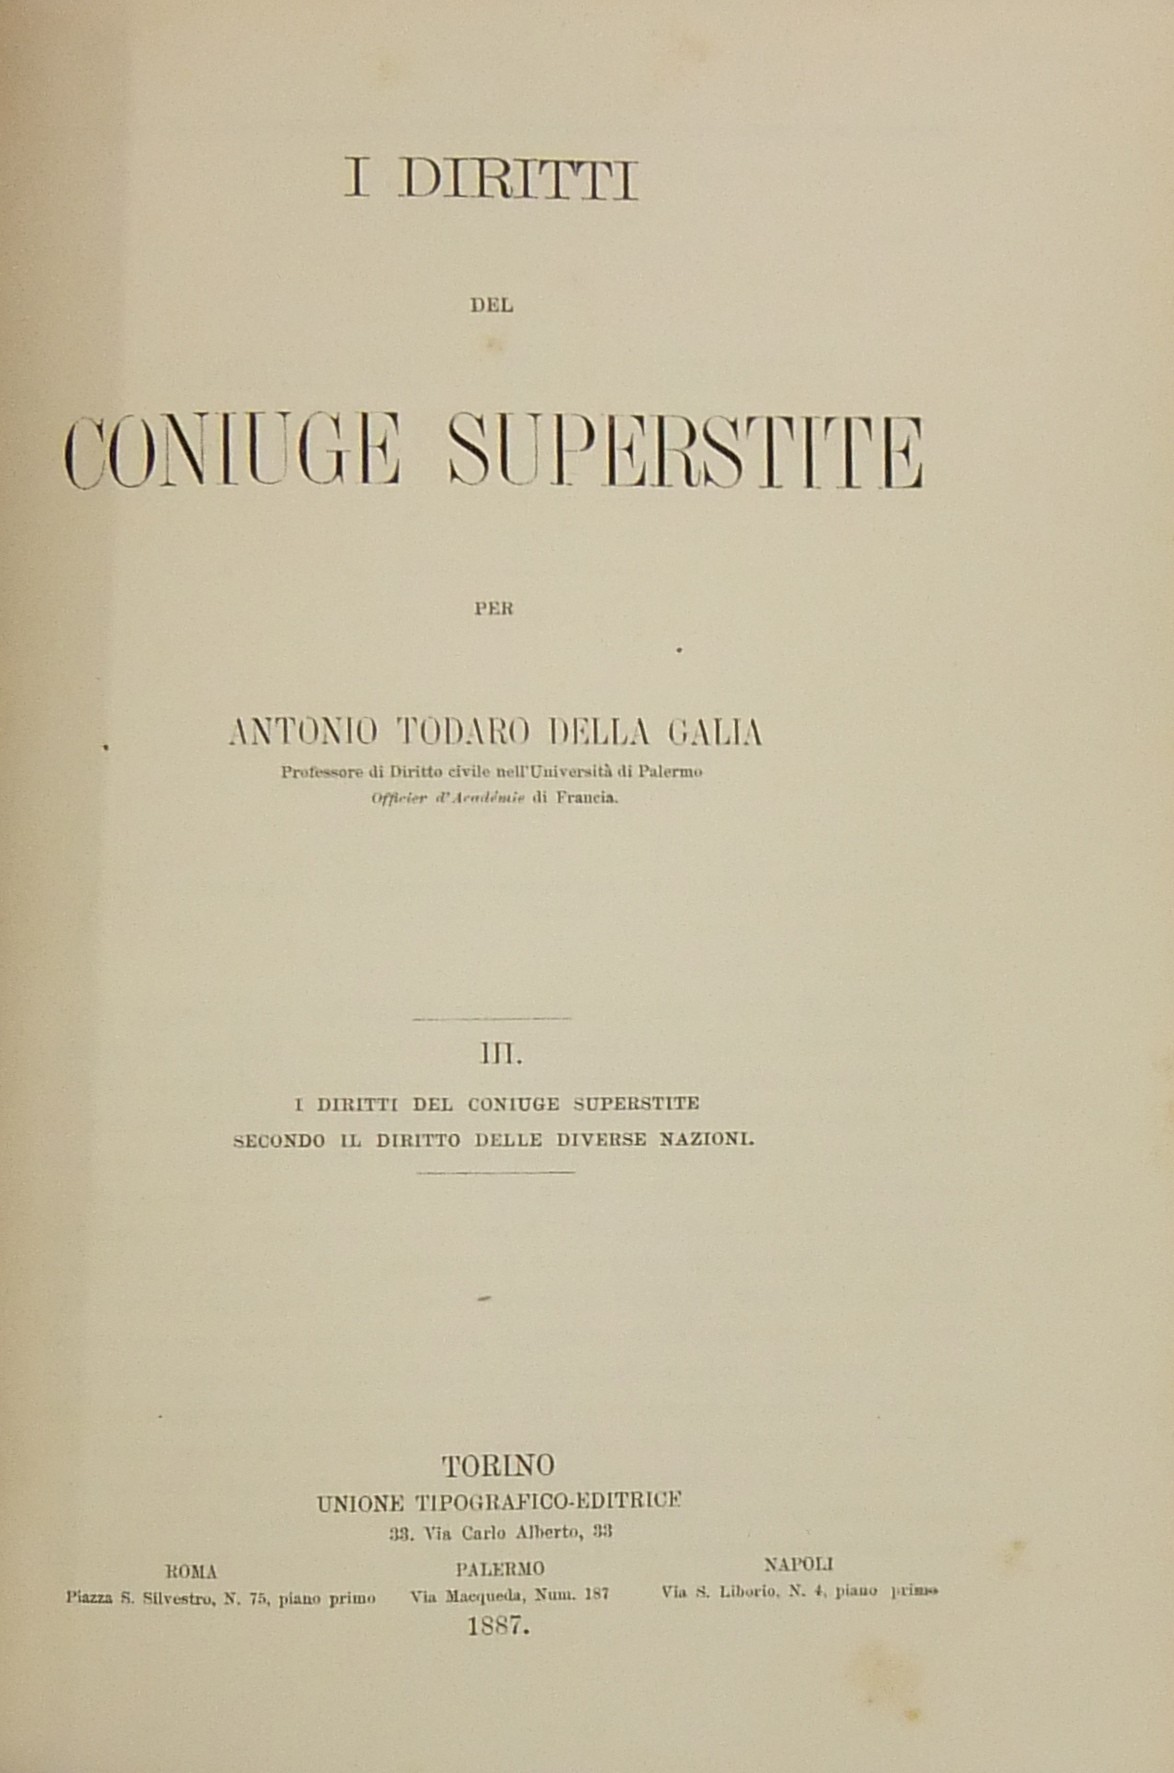 I DIRITTI
DEL
CONIUGE SUPERSTITE
PER
ANTONIO TODARO DELLA GALIA
Professore di Diritto civile nell'Università di Palermo
Officier d'Académie di Francia.
III.
I DIRITTI DEL CONIUGE SUPERSTITE
SECONDO IL DIRITTO DELLE DIVERSE NAZIONI.
TORINO
UNIONE TIPOGRAFICO-EDITRICE
33. Via Carlo Alberto, 33
ROMA PALERMO NAPOLI
Piazza S. Silvestro, N. 75, piano primo Via Macqueda, Num. 187 Via S. Liborio, N. 4, piano primo
1887.